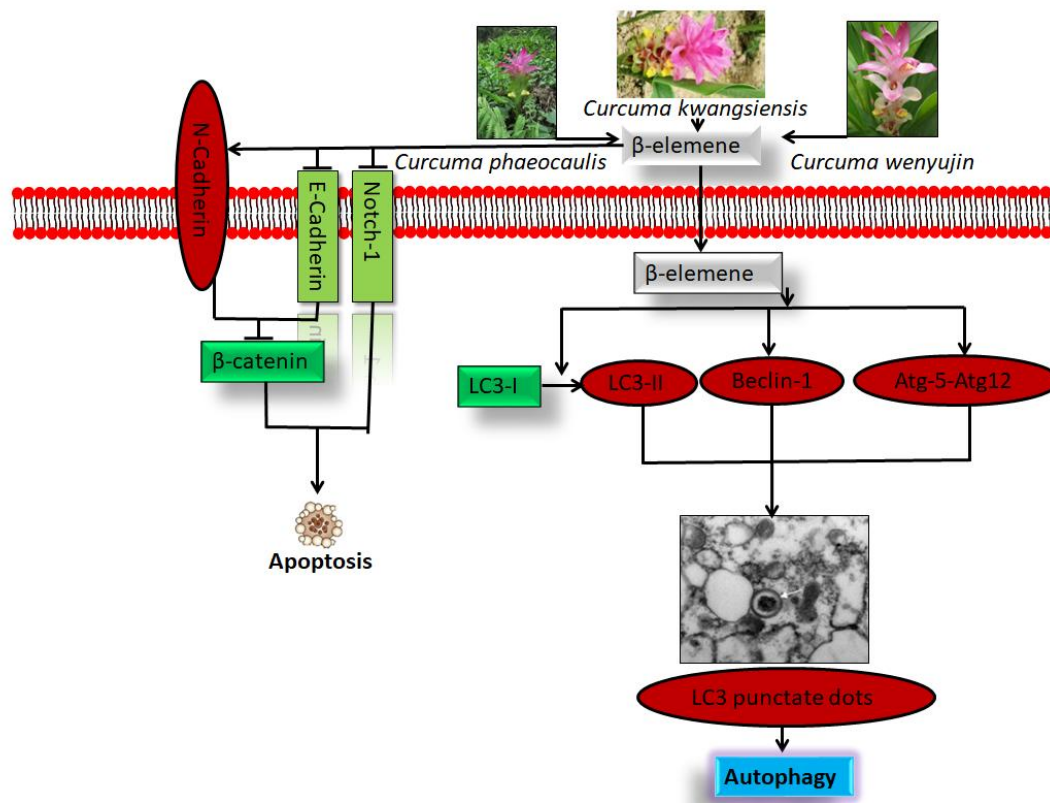 Curcuma kwangsiensis
β-elemene
Curcuma phaeocaulis
Curcuma wenyujin
N-Cadherin
E-Cadherin
Notch-1
β-elemene
β-catenin
LC3-I
LC3-II
Beclin-1
Atg-5-Atg12
Apoptosis
LC3 punctate dots
Autophagy